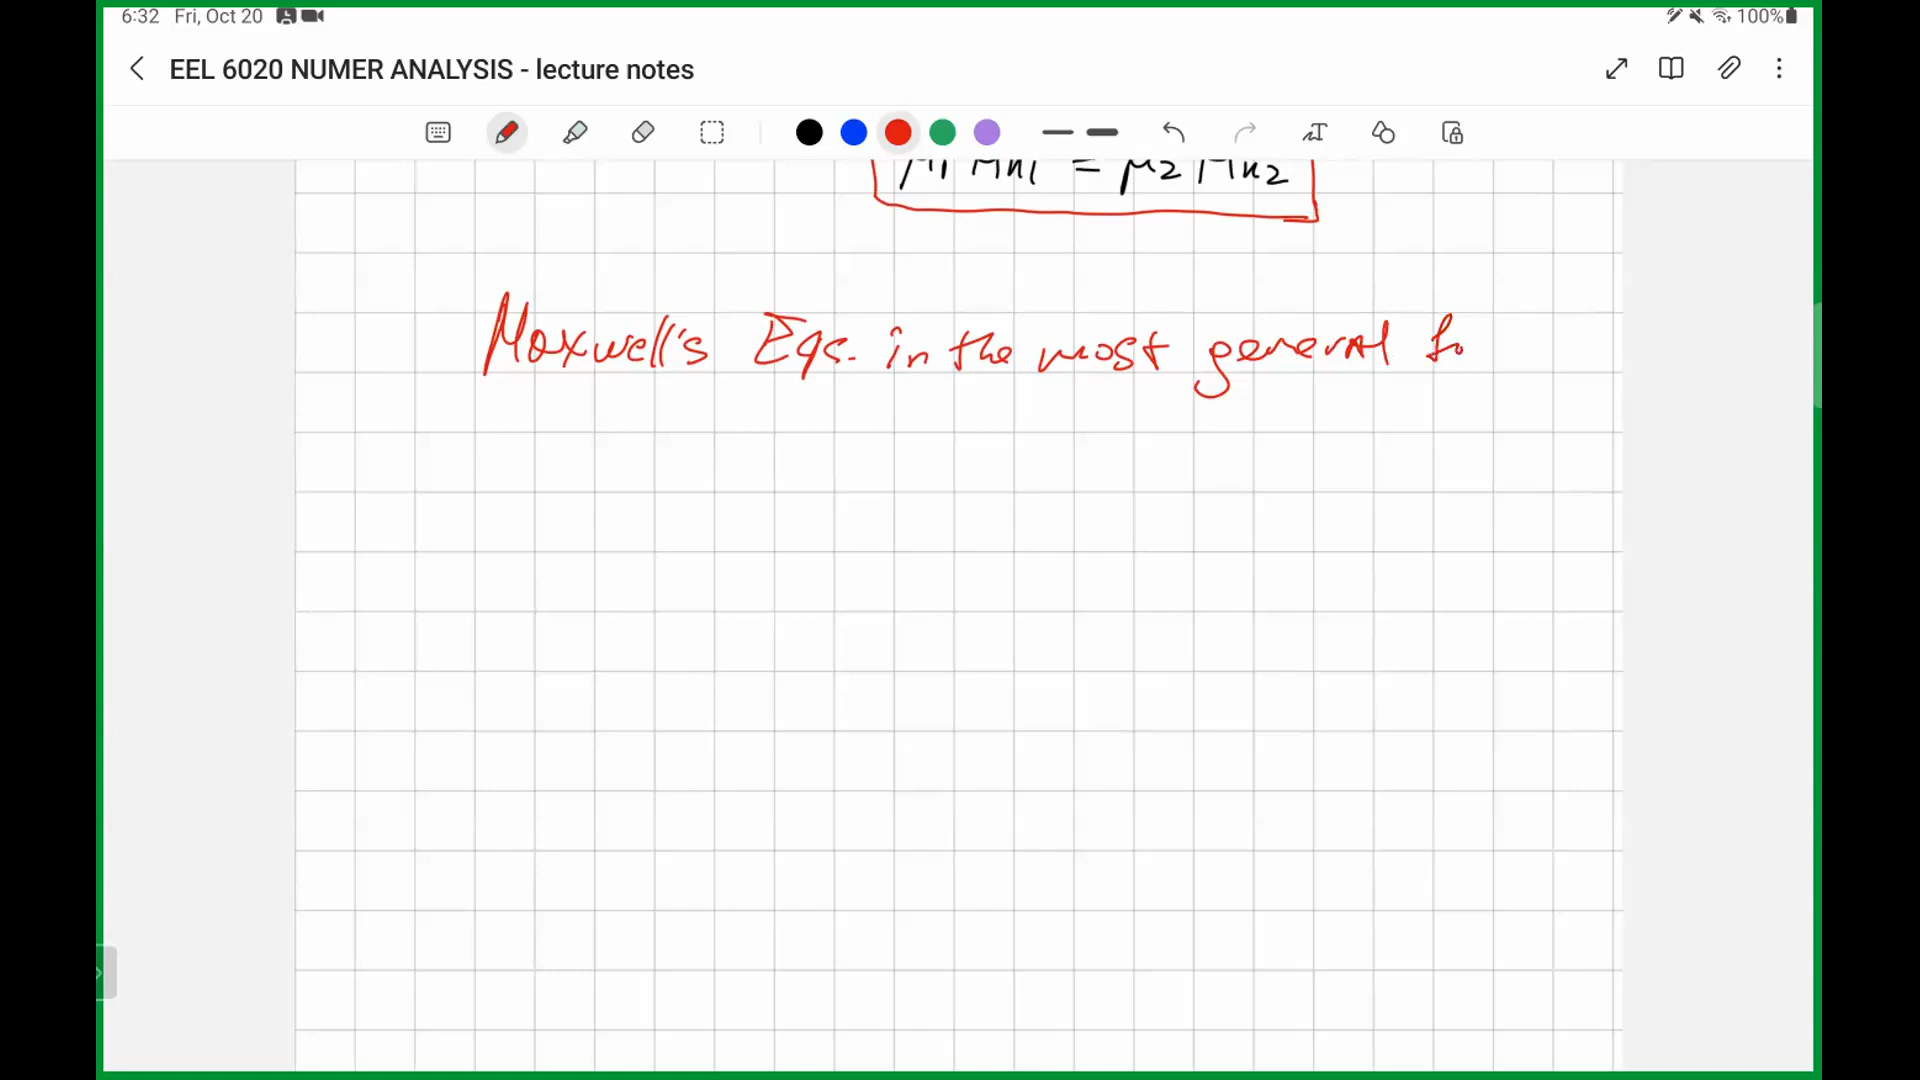 6:32 Fri, Oct 20 100%
EEL 6020 NUMER ANALYSIS - lecture notes
= μ2
Maxwell's Eqs. in the most general fo